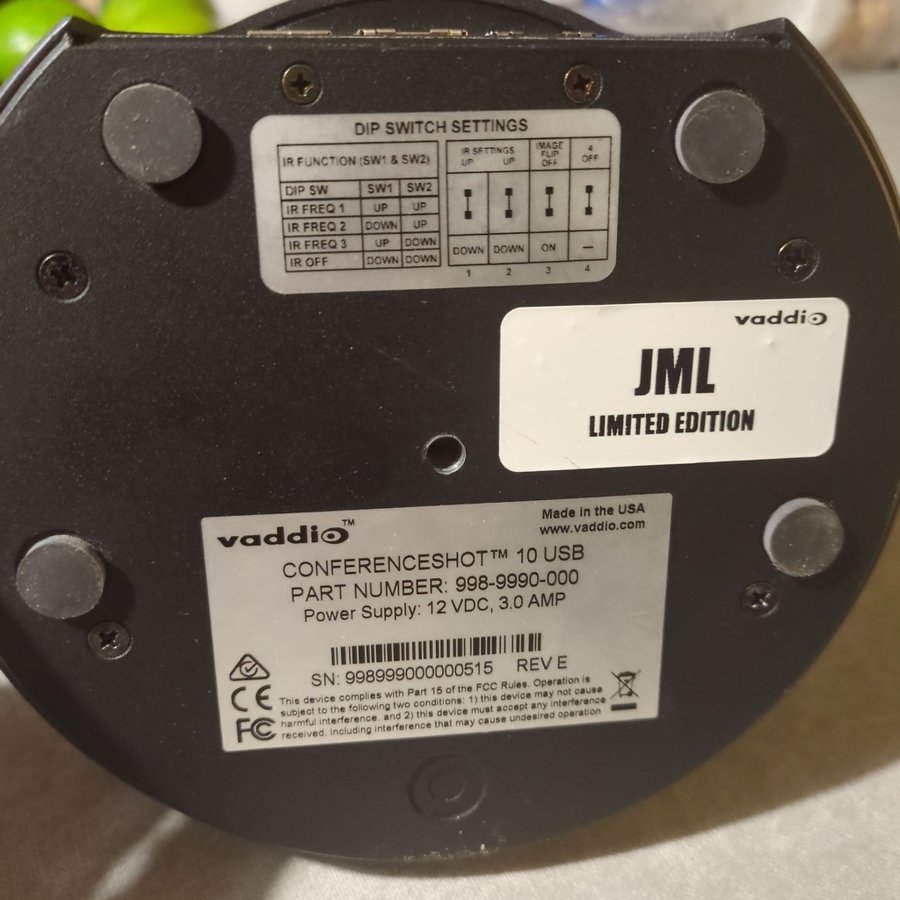 DIP SWITCH SETTINGS
IR FUNCTION (SW1 & SW2)
DIP SW SW1 SW2
IR FREQ 1 UP UP
IR FREQ 2 DOWN UP
IR FREQ 3 UP DOWN
IR OFF DOWN DOWN
IR SETTINGS
UP UP
IMAGE
FLIP
OFF
4
OFF
DOWN DOWN ON —
1 2 3 4
vaddio
JML
LIMITED EDITION
vaddio™
Made in the USA
www.vaddio.com
CONFERENCESHOT™ 10 USB
PART NUMBER: 998-9990-000
Power Supply: 12 VDC, 3.0 AMP
SN: 998999000000515 REV E
CE
FC
This device complies with Part 15 of the FCC Rules. Operation is
subject to the following two conditions: 1) this device may not cause
harmful interference, and 2) this device must accept any interference
received, including interference that may cause undesired operation